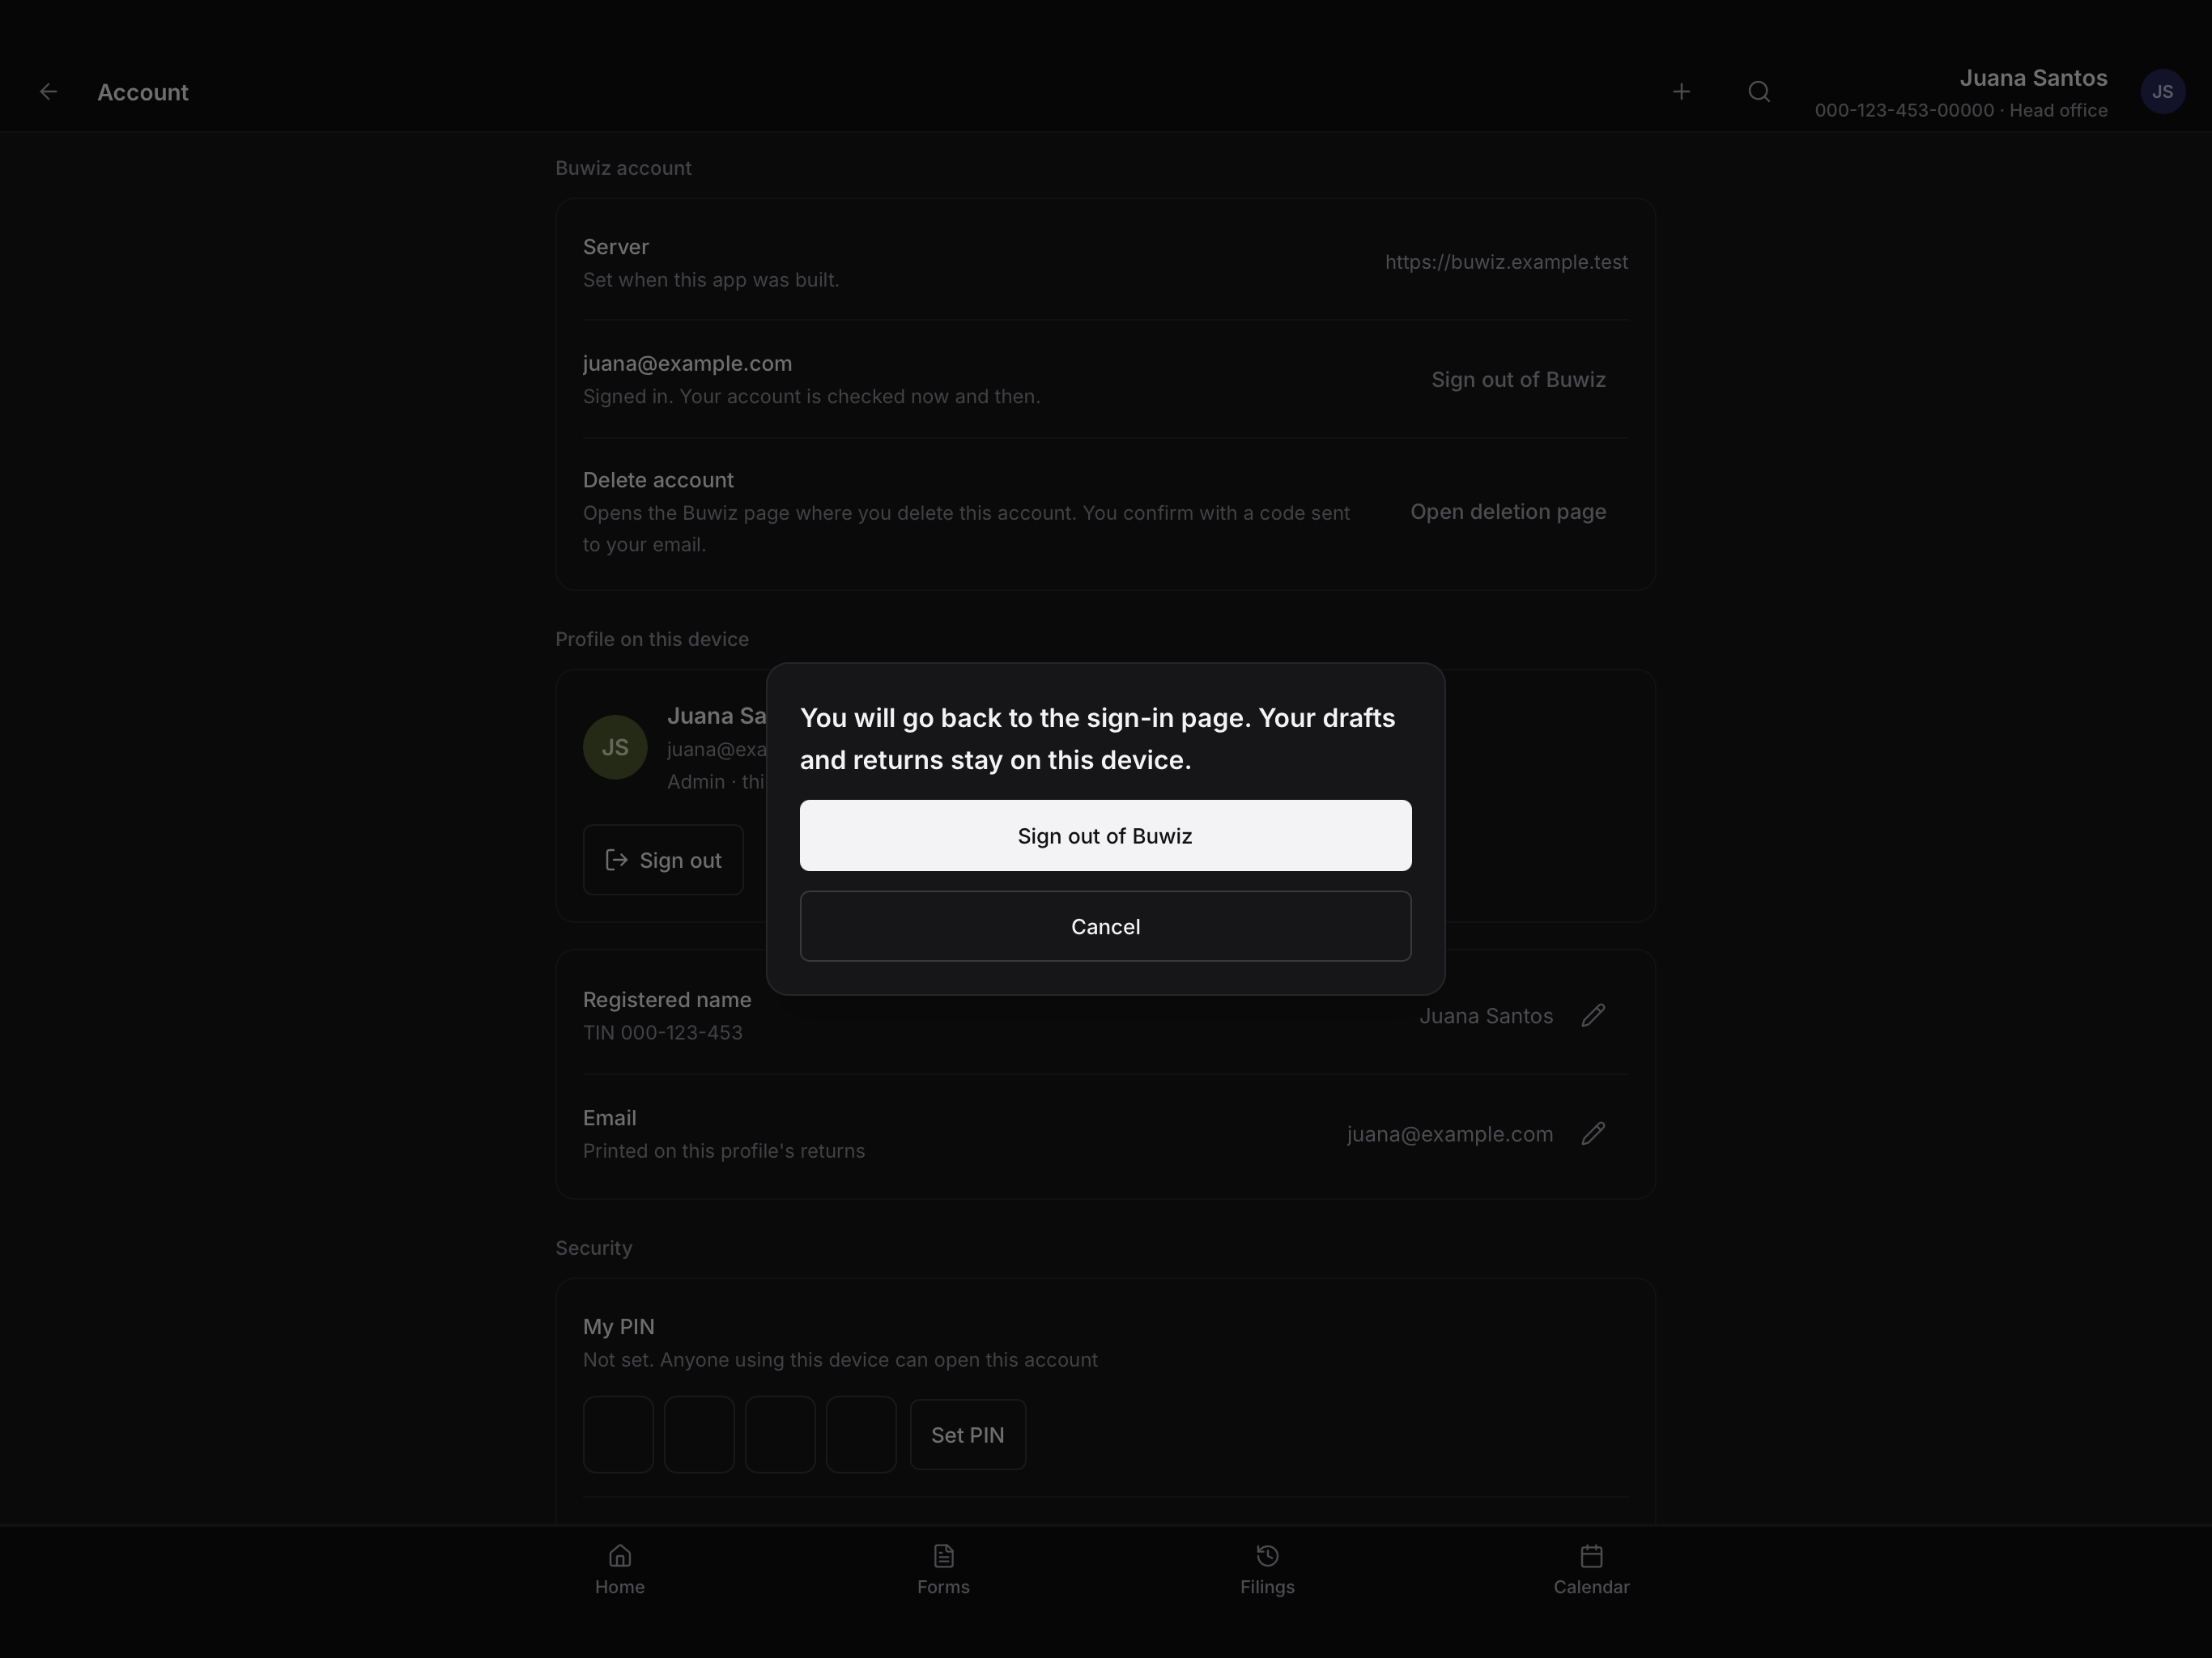 Account
Juana Santos
000-123-453-00000 · Head office
JS
Buwiz account
Server
Set when this app was built.
https://buwiz.example.test
juana@example.com
Signed in. Your account is checked now and then.
Sign out of Buwiz
Delete account
Opens the Buwiz page where you delete this account. You confirm with a code sent
to your email.
Open deletion page
Profile on this device
JS
Juana Sa
juana@exa
Admin · thi
Sign out
You will go back to the sign-in page. Your drafts
and returns stay on this device.
Sign out of Buwiz
Cancel
Registered name
TIN 000-123-453
Juana Santos
Email
Printed on this profile's returns
juana@example.com
Security
My PIN
Not set. Anyone using this device can open this account
Set PIN
Home
Forms
Filings
Calendar